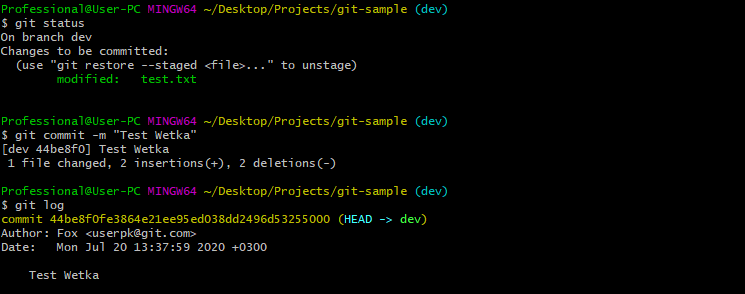 Professional@User-PC MINGW64 ~/Desktop/Projects/git-sample (dev)
$ git status
On branch dev
Changes to be committed:
  (use "git restore --staged <file>..." to unstage)
        modified:   test.txt

Professional@User-PC MINGW64 ~/Desktop/Projects/git-sample (dev)
$ git commit -m "Test Wetka"
[dev 44be8f0] Test Wetka
 1 file changed, 2 insertions(+), 2 deletions(-)

Professional@User-PC MINGW64 ~/Desktop/Projects/git-sample (dev)
$ git log
commit 44be8f0fe3864e21ee95ed038dd2496d53255000 (HEAD -> dev)
Author: Fox <userpk@git.com>
Date:   Mon Jul 20 13:37:59 2020 +0300

    Test Wetka